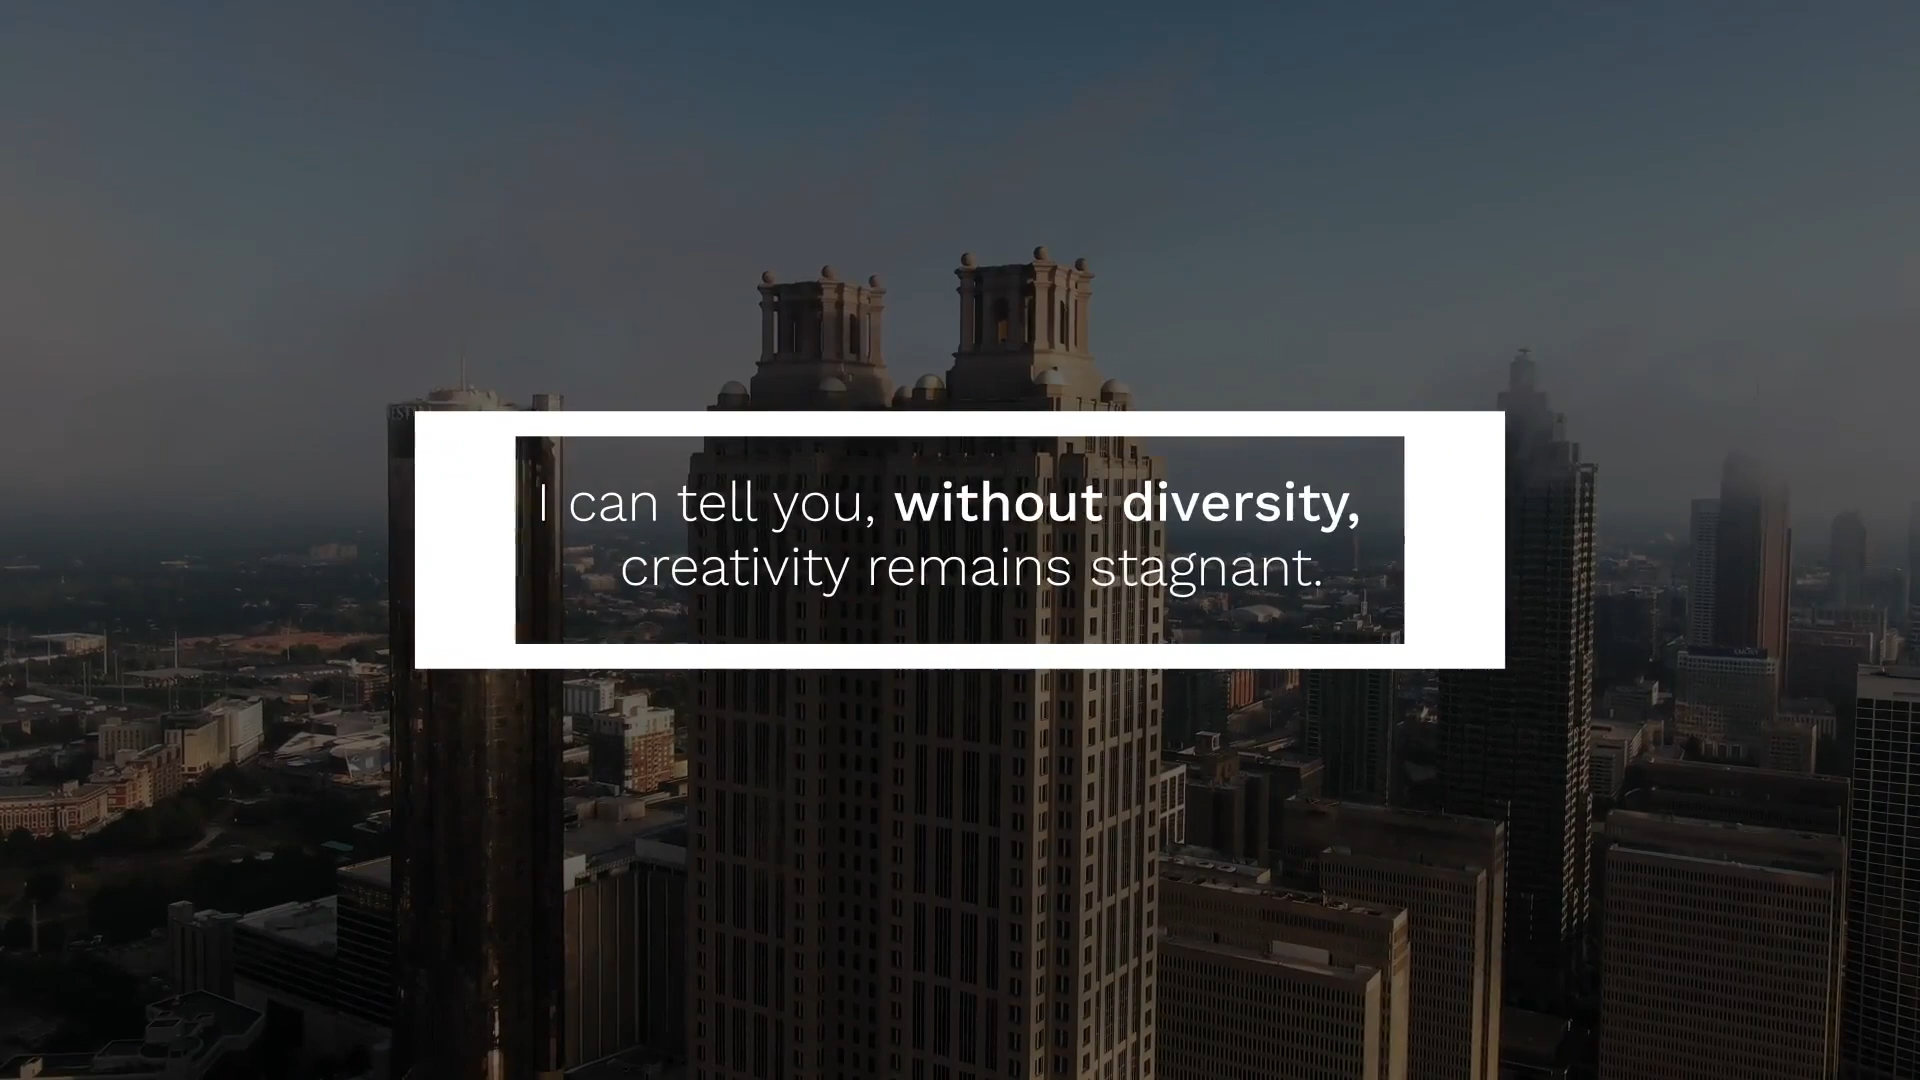 I can tell you, without diversity,
creativity remains stagnant.